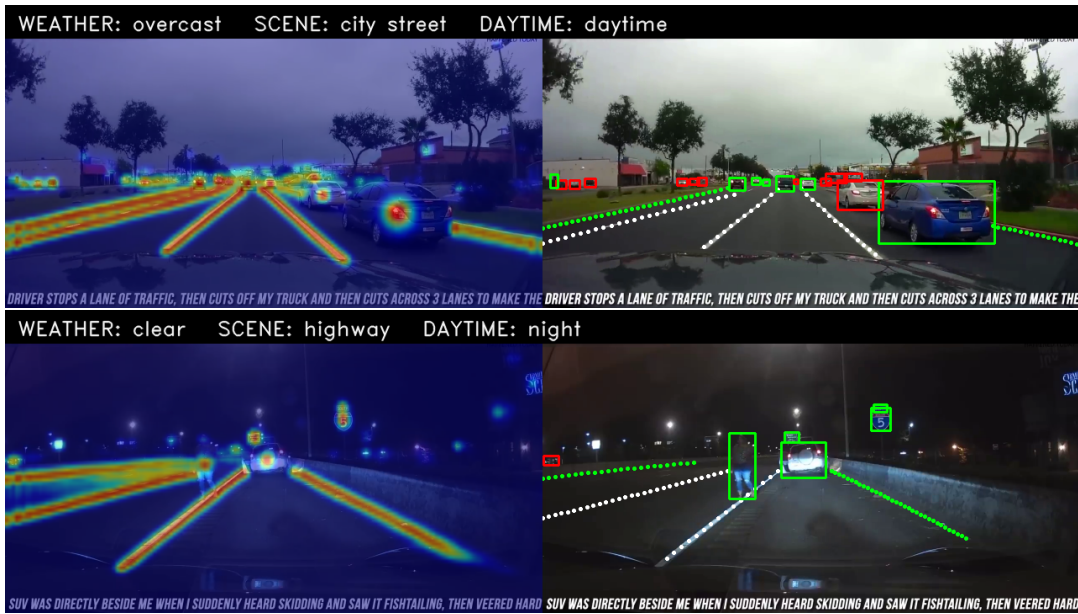 WEATHER: overcast SCENE: city street DAYTIME: daytime
DRIVER STOPS A LANE OF TRAFFIC, THEN CUTS OFF MY TRUCK AND THEN CUTS ACROSS 3 LANES TO MAKE THE
DRIVER STOPS A LANE OF TRAFFIC, THEN CUTS OFF MY TRUCK AND THEN CUTS ACROSS 3 LANES TO MAKE THE
WEATHER: clear SCENE: highway DAYTIME: night
5
5
SUV WAS DIRECTLY BESIDE ME WHEN I SUDDENLY HEARD SKIDDING AND SAW IT FISHTAILING, THEN VEERED HARD
SUV WAS DIRECTLY BESIDE ME WHEN I SUDDENLY HEARD SKIDDING AND SAW IT FISHTAILING, THEN VEERED HARD